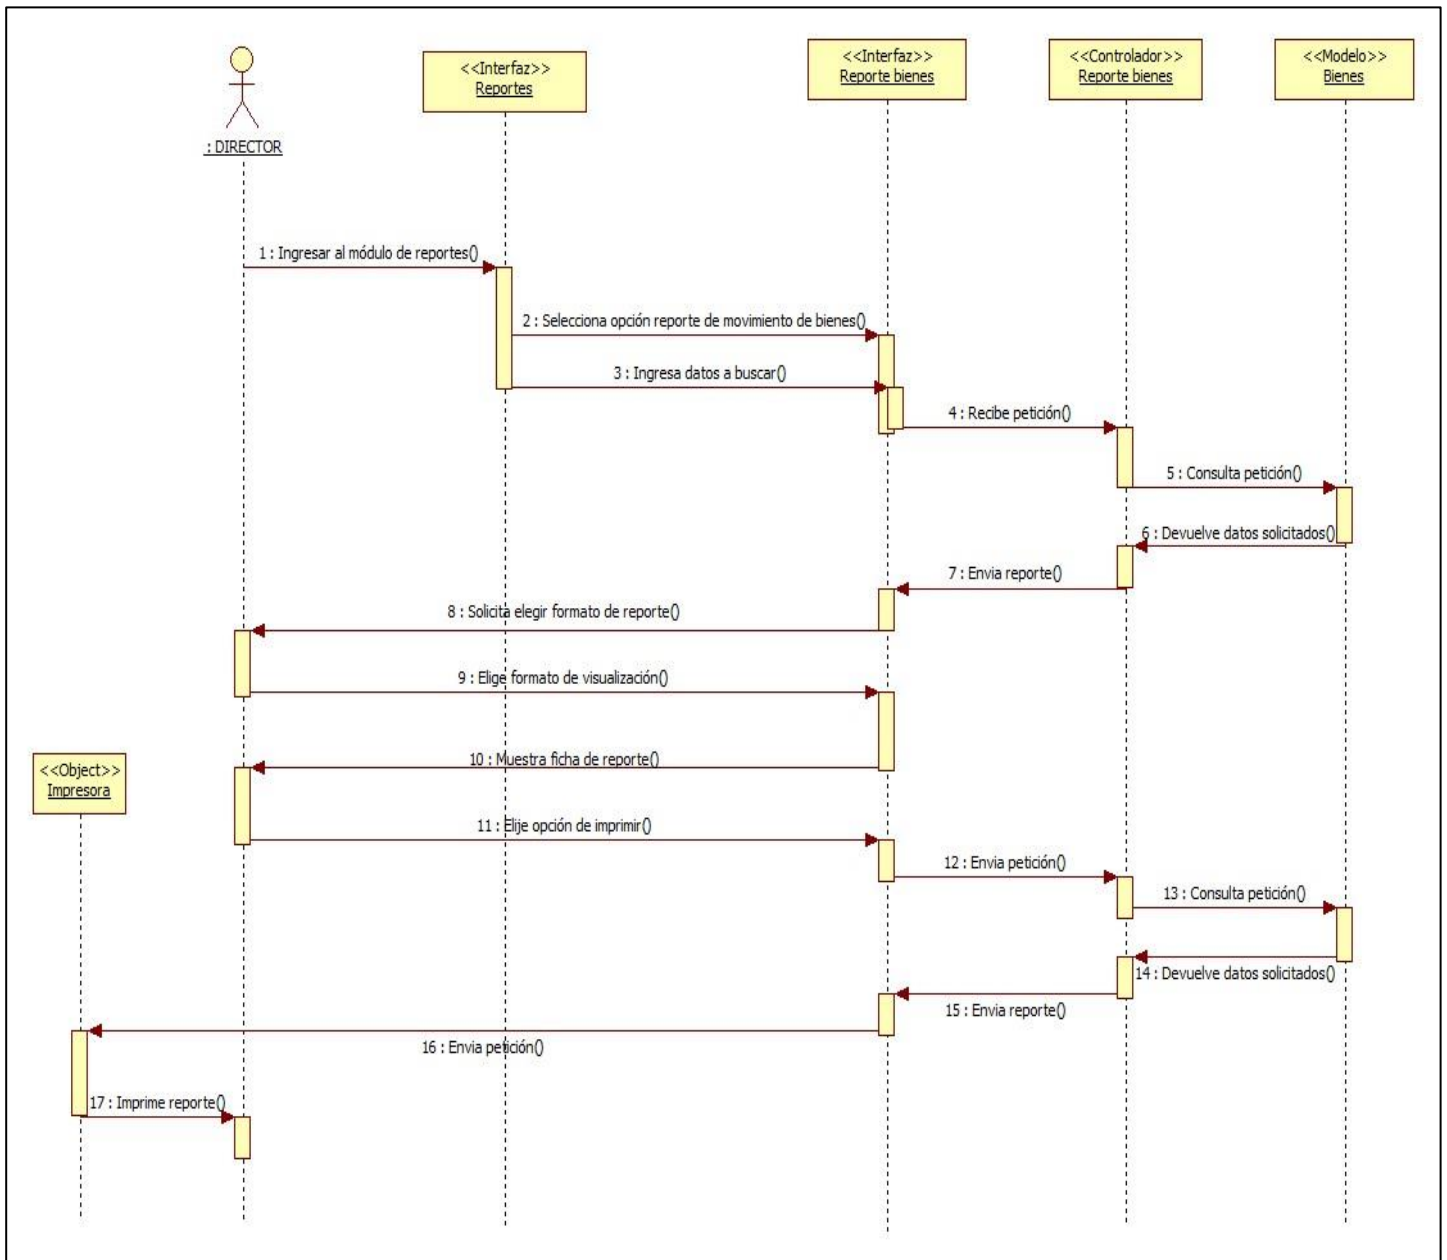 <<Interfaz>>
Reportes
<<Interfaz>>
Reporte bienes
<<Controlador>>
Reporte bienes
<<Modelo>>
Bienes
: DIRECTOR
1 : Ingresar al módulo de reportes()
2 : Selecciona opción reporte de movimiento de bienes()
3 : Ingresa datos a buscar()
4 : Recibe petición()
5 : Consulta petición()
6 : Devuelve datos solicitados()
7 : Envia reporte()
8 : Solicita elegir formato de reporte()
9 : Elige formato de visualización()
10 : Muestra ficha de reporte()
<<Object>>
Impresora
11 : Elije opción de imprimir()
12 : Envia petición()
13 : Consulta petición()
14 : Devuelve datos solicitados()
15 : Envia reporte()
16 : Envia petición()
17 : Imprime reporte()